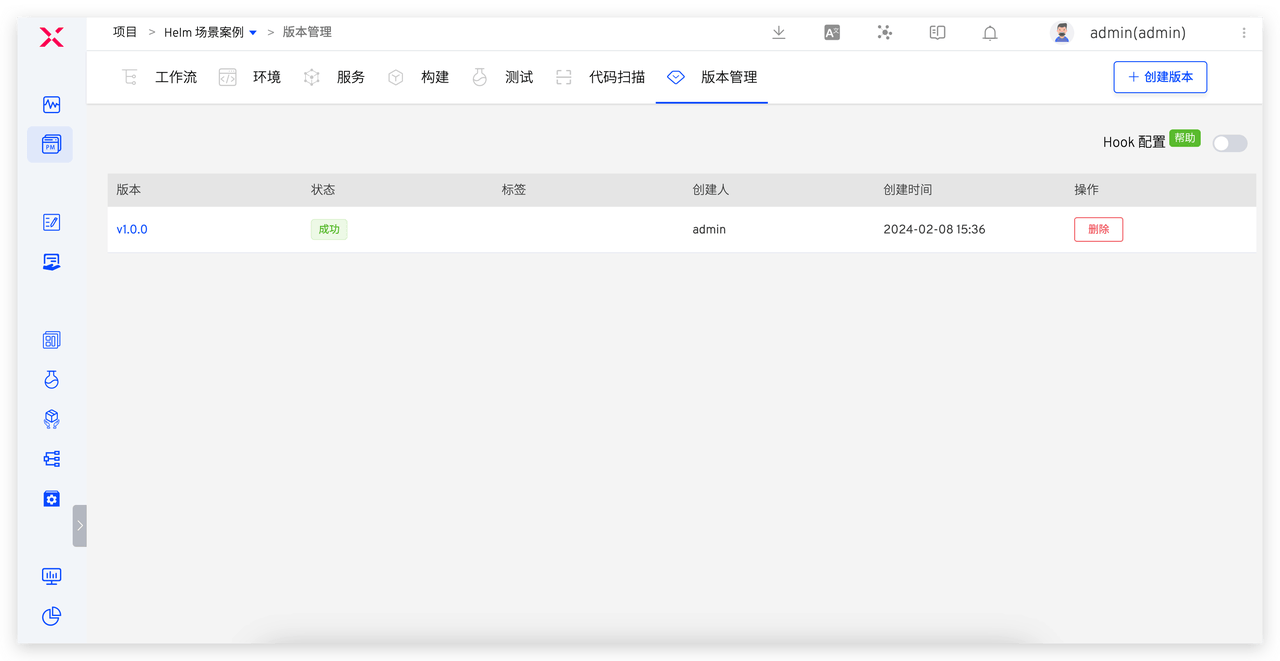 项目 > Helm 场景案例 > 版本管理 admin(admin)
工作流 环境 服务 构建 测试 代码扫描 版本管理 + 创建版本
Hook 配置 帮助
版本 状态 标签 创建人 创建时间 操作
v1.0.0 成功 admin 2024-02-08 15:36 删除
PM